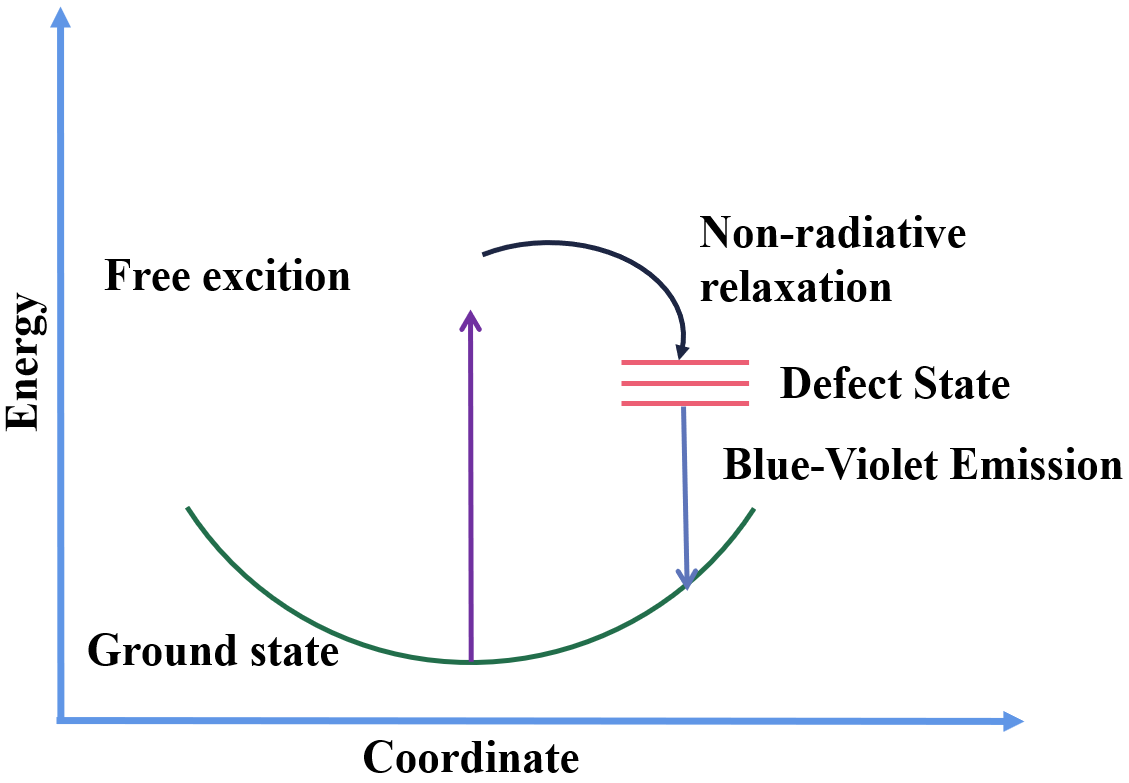 Non-radiative
relaxation
Free excition
Energy
Defect State
Blue-Violet Emission
Ground state
Coordinate